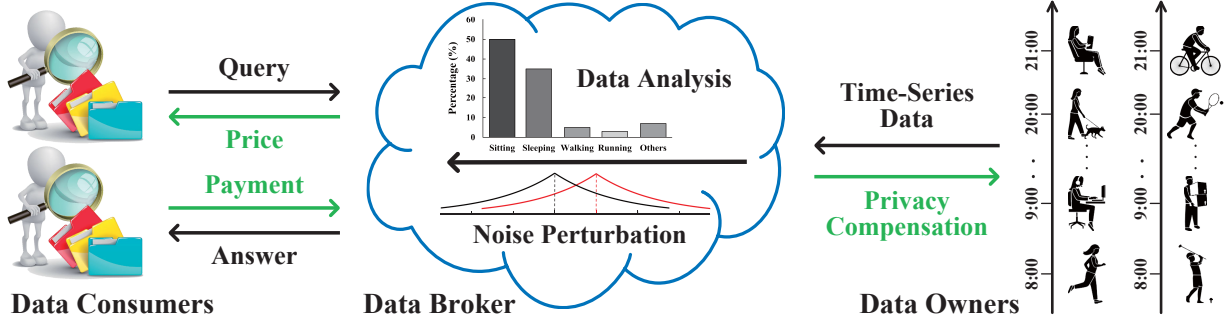 Query
Price
Payment
Answer
Data Consumers
60
50
40
30
20
10
0
Percentage (%)
Sitting Sleeping Walking Running Others
Data Analysis
Noise Perturbation
Data Broker
Time-Series
Data
Privacy
Compensation
Data Owners
21:00
20:00
9:00
8:00
21:00
20:00
9:00
8:00